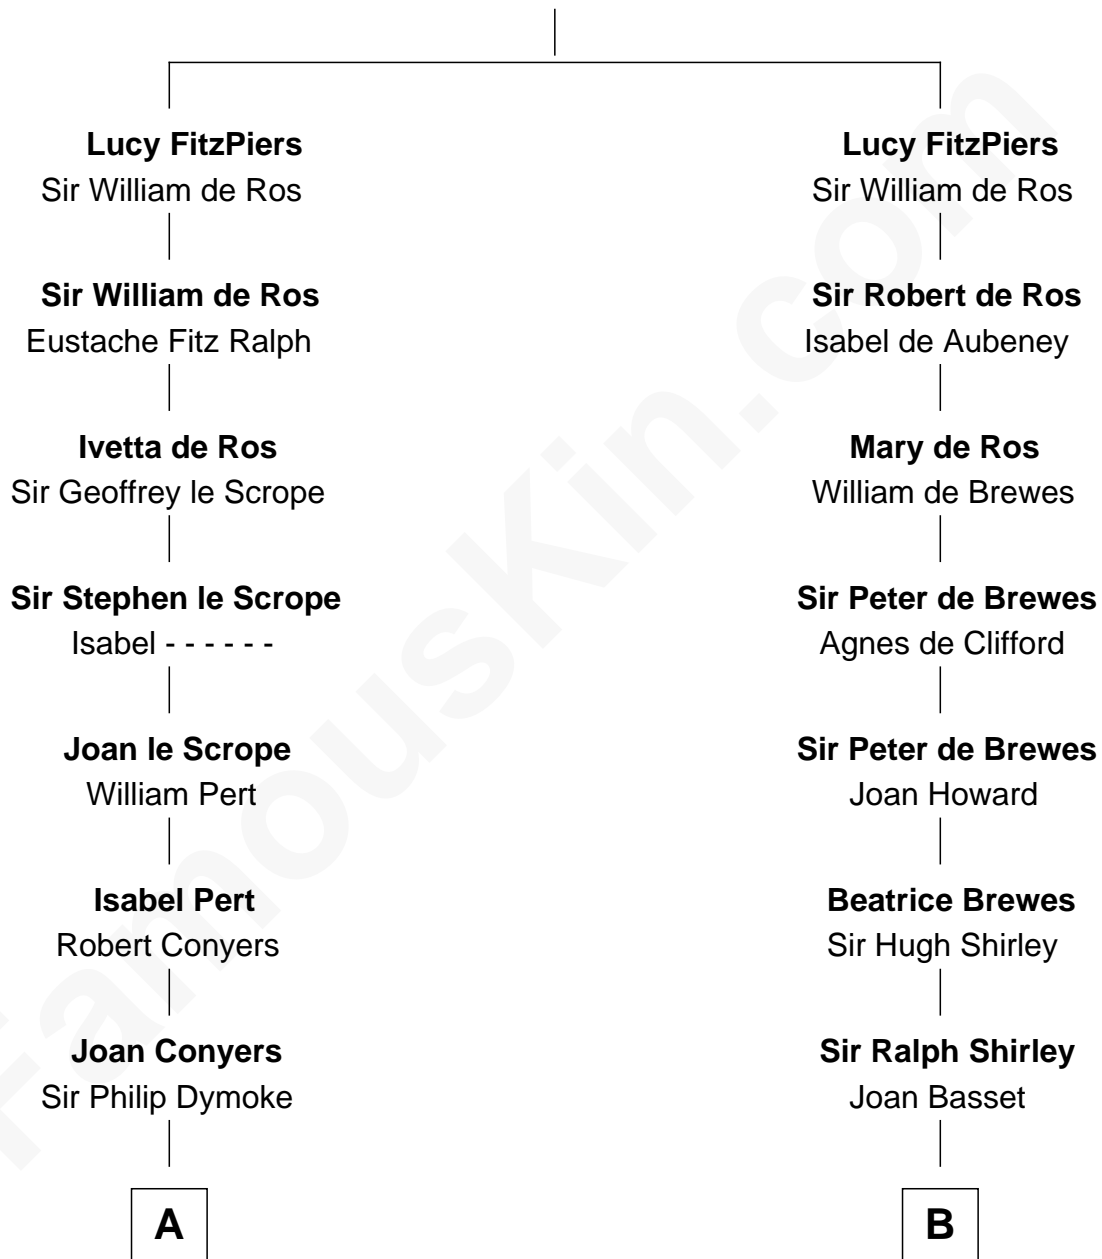 Lucy FitzPiers
Sir William de Ros
Sir William de Ros
Eustache Fitz Ralph
Ivetta de Ros
Sir Geoffrey le Scrope
Sir Stephen le Scrope
Isabel - - - - - -
Joan le Scrope
William Pert
Isabel Pert
Robert Conyers
Joan Conyers
Sir Philip Dymoke
A
Lucy FitzPiers
Sir William de Ros
Sir Robert de Ros
Isabel de Aubeney
Mary de Ros
William de Brewes
Sir Peter de Brewes
Agnes de Clifford
Sir Peter de Brewes
Joan Howard
Beatrice Brewes
Sir Hugh Shirley
Sir Ralph Shirley
Joan Basset
B
FamousKin.com